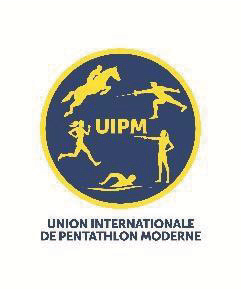 UIPM
UNION INTERNATIONALE
DE PENTATHLON MODERNE